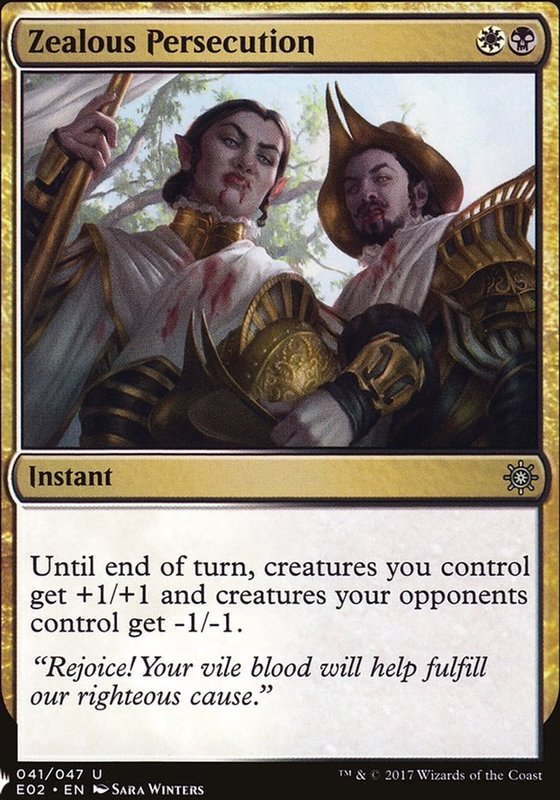 Zealous Persecution
Instant
Until end of turn, creatures you control
get +1/+1 and creatures your opponents
control get -1/-1.
“Rejoice! Your vile blood will help fulfill
our righteous cause.”
041/047 U
E02 • EN Sara Winters
™ & © 2017 Wizards of the Coast